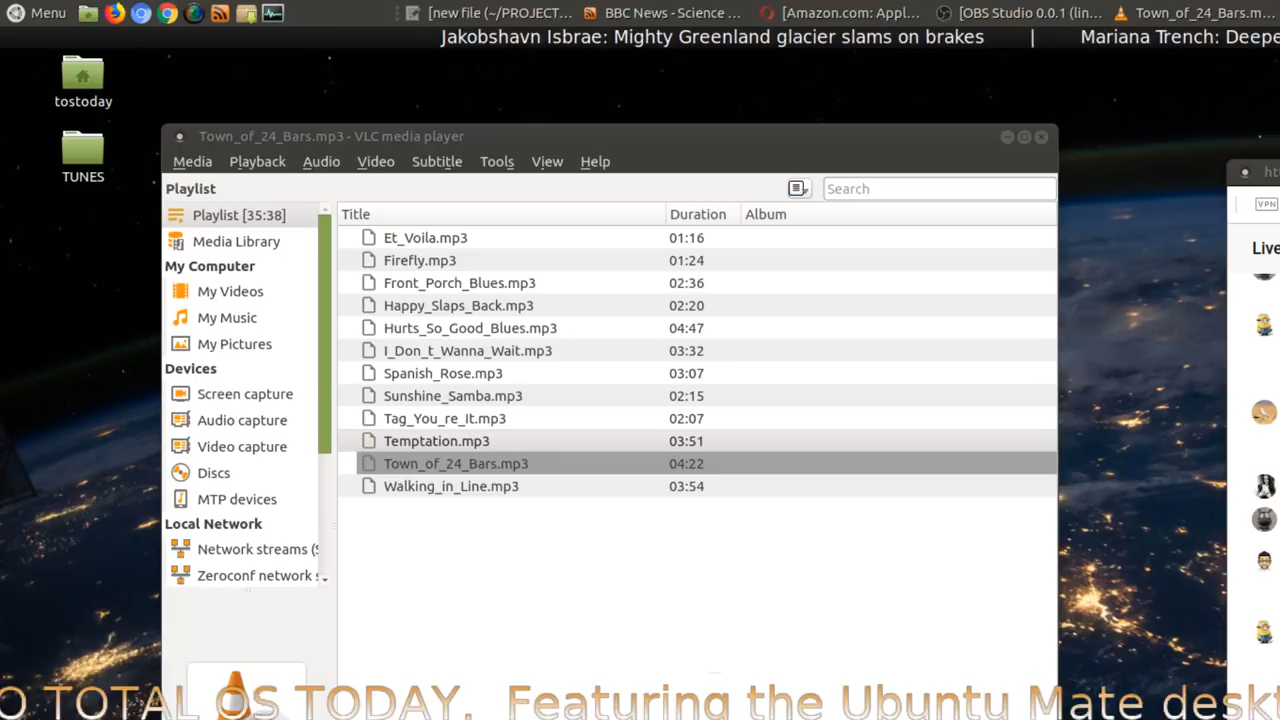 Menu [new file (~/PROJECT... BBC News - Science ... [Amazon.com: Appl... [OBS Studio 0.0.1 (lin... Town_of_24_Bars.m...
Jakobshavn Isbrae: Mighty Greenland glacier slams on brakes | Mariana Trench: Deepe
tostoday
TUNES
Town_of_24_Bars.mp3 - VLC media player
Media Playback Audio Video Subtitle Tools View Help
Playlist Search
Playlist [35:38]
Media Library
My Computer
My Videos
My Music
My Pictures
Devices
Screen capture
Audio capture
Video capture
Discs
MTP devices
Local Network
Network streams (S
Zeroconf network s
Title Duration Album
Et_Voila.mp3 01:16
Firefly.mp3 01:24
Front_Porch_Blues.mp3 02:36
Happy_Slaps_Back.mp3 02:20
Hurts_So_Good_Blues.mp3 04:47
I_Don_t_Wanna_Wait.mp3 03:32
Spanish_Rose.mp3 03:07
Sunshine_Samba.mp3 02:15
Tag_You_re_It.mp3 02:07
Temptation.mp3 03:51
Town_of_24_Bars.mp3 04:22
Walking_in_Line.mp3 03:54
htt
VPN
Live
O TOTAL OS TODAY. Featuring the Ubuntu Mate deskt